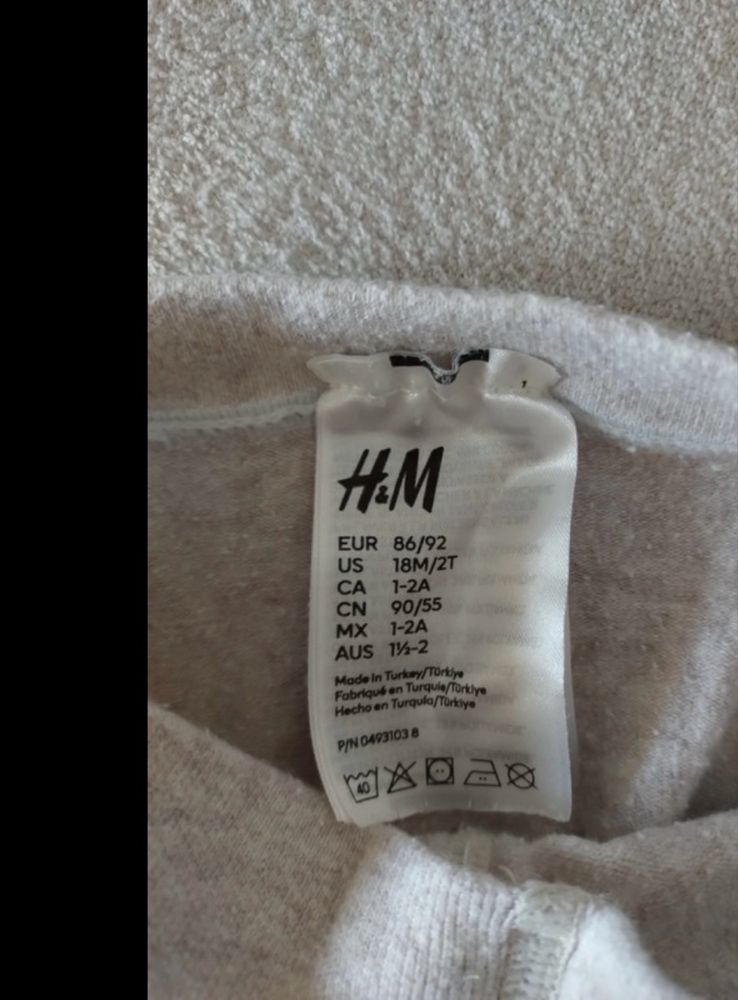 H&M
EUR 86/92
US 18M/2T
CA 1-2A
CN 90/55
MX 1-2A
AUS 1½-2
Made in Turkey/Türkiye
Fabriqué en Turquie/Türkiye
Hecho en Turquía/Türkiye
P/N 0493103 8
40